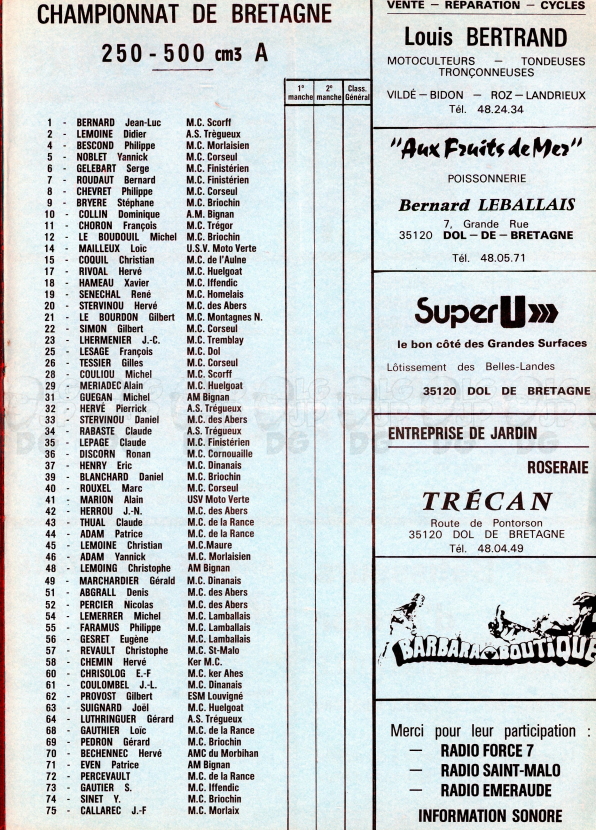 CHAMPIONNAT DE BRETAGNE
250-500 cm3 A
1° manche 2° manche Class. Général
1 - BERNARD Jean-Luc M.C. Scorff
2 - LEMOINE Didier A.S. Trègueux
4 - BESCOND Philippe M.C. Morlaisien
5 - NOBLET Yannick M.C. Corseul
6 - GELEBART Serge M.C. Finistérien
7 - ROUDAUT Bernard M.C. Finistérien
8 - CHEVRET Philippe M.C. Corseul
9 - BRYERE Stéphane M.C. Briochin
10 - COLLIN Dominique A.M. Bignan
11 - CHORON François M.C. Trégor
12 - LE BOUDOUIL Michel M.C. Briochin
14 - MAILLEUX Loic U.S.V. Moto Verte
15 - COQUIL Christian M.C. de l'Aulne
17 - RIVOAL Hervé M.C. Huelgoat
18 - HAMEAU Xavier M.C. Iffendic
19 - SENECHAL René M.C. Homelais
20 - STERVINOU Hervé M.C. des Abers
21 - LE BOURDON Gilbert M.C. Montagnes N.
22 - SIMON Gilbert M.C. Corseul
23 - LHERMENIER J.-C. M.C. Tremblay
25 - LESAGE François M.C. Dol
26 - TESSIER Gilles M.C. Corseul
28 - COULIOU Michel M.C. Scorff
29 - MERIADEC Alain M.C. Huelgoat
31 - GUEGAN Michel AM Bignan
32 - HERVÉ Pierrick A.S. Trégueux
33 - STERVINOU Daniel M.C. des Abers
34 - RABASTE Claude A.S. Trégueux
35 - LEPAGE Claude M.C. Finistérien
36 - DISCORN Ronan M.C. Cornouaille
37 - HENRY Eric M.C. Dinanais
39 - BLANCHARD Daniel M.C. Briochin
40 - ROUXEL Marc M.C. Corseul
41 - MARION Alain USV Moto Verte
42 - HERROU J.-N. M.C. des Abers
43 - THUAL Claude M.C. de la Rance
44 - ADAM Patrice M.C. de la Rance
45 - LEMOINE Christian M.C.Maure
46 - ADAM Yannick M.C. Morlaisien
48 - LEMOING Christophe AM Bignan
49 - MARCHARDIER Gérald M.C. Dinanais
51 - ABGRALL Denis M.C. des Abers
52 - PERCIER Nicolas M.C. des Abers
54 - LEMERRER Michel M.C. Lamballais
55 - FARAMUS Philippe M.C. Lamballais
56 - GESRET Eugène M.C. Lamballais
57 - REVAULT Christophe M.C. St-Malo
58 - CHEMIN Hervé Ker M.C.
60 - CHRISOLOG E.-F M.C. ker Ahes
61 - COULOMBEL J.-L. M.C. Dinanais
62 - PROVOST Gilbert ESM Louvigné
63 - SUIGNARD Joël M.C. Huelgoat
64 - LUTHRINGUER Gérard A.S. Trégueux
68 - GAUTHIER Loïc M.C. de la Rance
69 - PEDRON Gérard M.C. Briochin
70 - BECHENNEC Hervé AMC du Morbihan
71 - EVEN Patrice AM Bignan
72 - PERCEVAULT M.C. de la Rance
73 - GAUTIER S. M.C. Iffendic
74 - SINET Y. M.C. Briochin
75 - CALLAREC J.-F M.C. Morlaix
VENTE – RÉPARATION – CYCLES
Louis BERTRAND
MOTOCULTEURS – TONDEUSES
TRONÇONNEUSES
VILDÉ – BIDON – ROZ – LANDRIEUX
Tél. 48.24.34
"Aux Fruits de Mer"
POISSONNERIE
Bernard LEBALLAIS
7, Grande Rue
35120 DOL – DE – BRETAGNE
Tél. 48.05.71
Super U
le bon côté des Grandes Surfaces
Lôtissement des Belles-Landes
35120 DOL DE BRETAGNE
ENTREPRISE DE JARDIN
ROSERAIE
TRÉCAN
Route de Pontorson
35120 DOL DE BRETAGNE
Tél. 48.04.49
BARBARA BOUTIQUE
Merci pour leur participation :
— RADIO FORCE 7
— RADIO SAINT-MALO
— RADIO EMERAUDE
INFORMATION SONORE